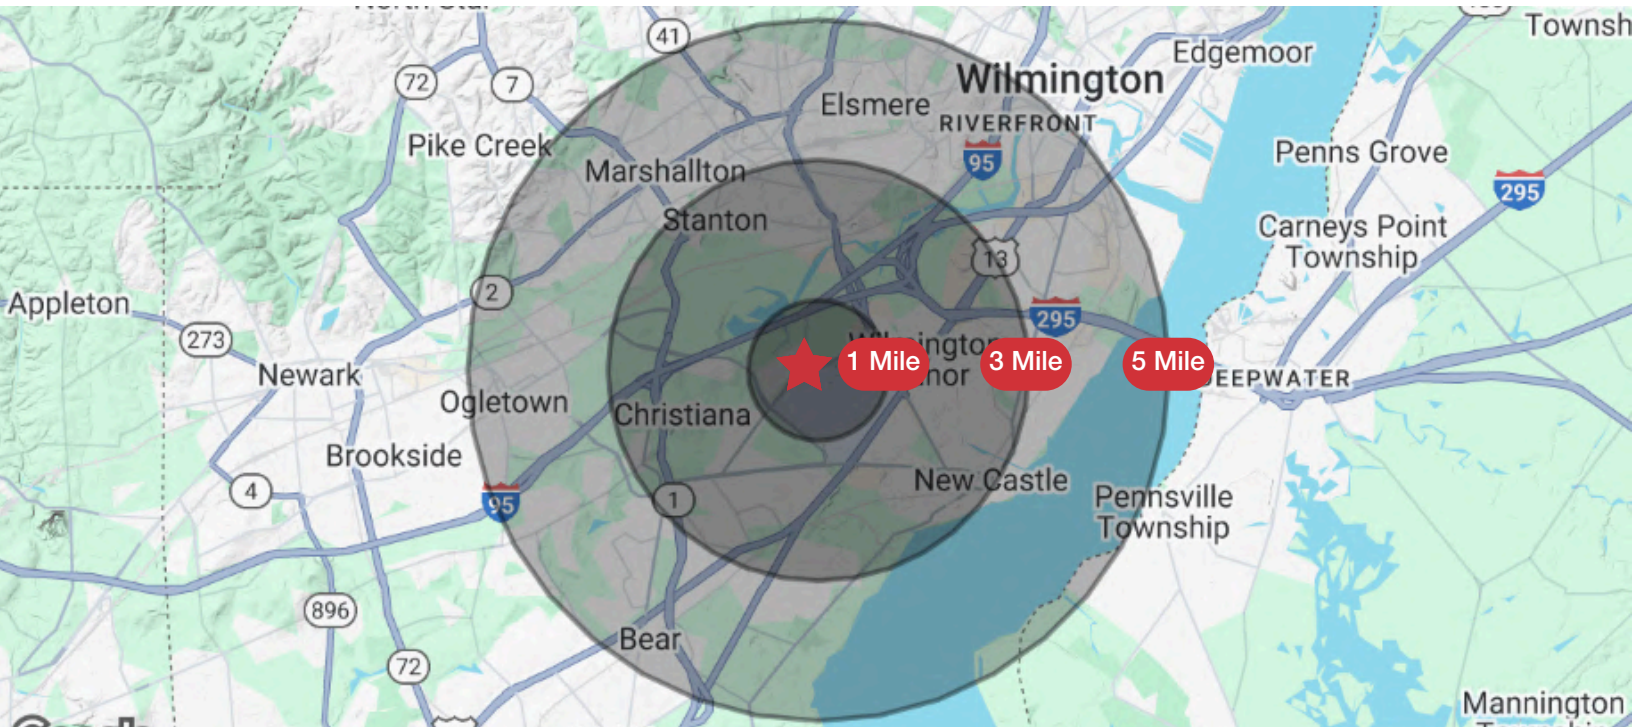 41
Townsh
Edgemoor
72
7
Wilmington
Elsmere
RIVERFRONT
Pike Creek
95
Penns Grove
Marshallton
295
Stanton
Carneys Point
Township
13
2
Appleton
273
295
Newark
1 Mile
3 Mile
5 Mile
Ogletown
Christiana
Brookside
4
95
1
New Castle
Pennsville
Township
896
Bear
72
Mannington